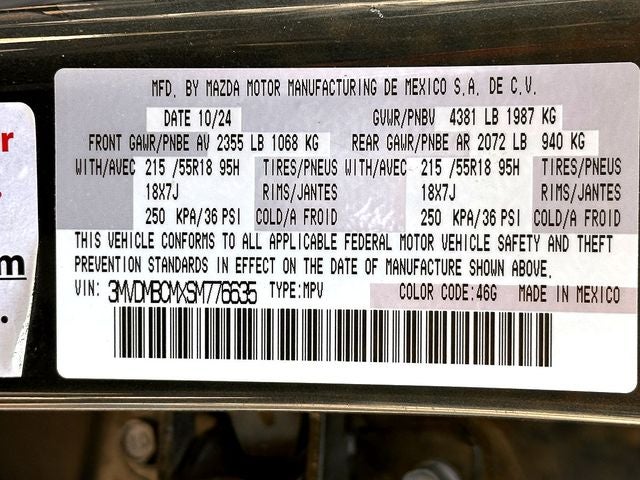 MFD. BY MAZDA MOTOR MANUFACTURING DE MEXICO S.A. DE C.V.
DATE 10/24 GVWR/PNBV 4381 LB 1987 KG
FRONT GAWR/PNBE AV 2355 LB 1068 KG REAR GAWR/PNBE AR 2072 LB 940 KG
WITH/AVEC 215 /55R18 95H TIRES/PNEUS WITH/AVEC 215 /55R18 95H TIRES/PNEUS
18X7J RIMS/JANTES 18X7J RIMS/JANTES
250 KPA/36 PSI COLD/A FROID 250 KPA/36 PSI COLD/A FROID
THIS VEHICLE CONFORMS TO ALL APPLICABLE FEDERAL MOTOR VEHICLE SAFETY AND THEFT
PREVENTION STANDARDS IN EFFECT ON THE DATE OF MANUFACTURE SHOWN ABOVE.
VIN: 3MVDMBCMXSM776635 TYPE:MPV COLOR CODE:46G MADE IN MEXICO
r
m